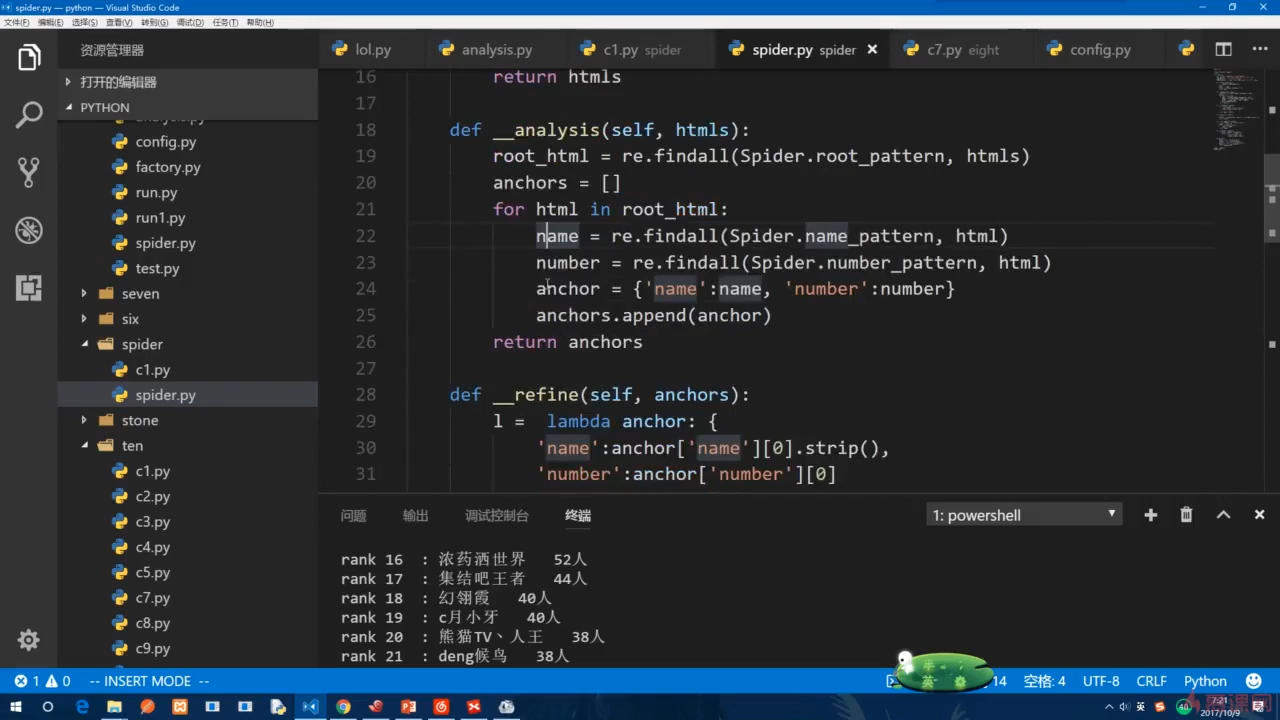 spider.py — python — Visual Studio Code
文件(F) 编辑(E) 选择(S) 查看(V) 转到(G) 调试(D) 任务(T) 帮助(H)
资源管理器
lol.py analysis.py c1.py spider spider.py spider c7.py eight config.py
打开的编辑器
PYTHON
analysis.py
config.py
factory.py
run.py
run1.py
spider.py
test.py
seven
six
spider
c1.py
spider.py
stone
ten
c1.py
c2.py
c3.py
c4.py
c5.py
c7.py
c8.py
c9.py
16 return htmls
17
18 def __analysis(self, htmls):
19 root_html = re.findall(Spider.root_pattern, htmls)
20 anchors = []
21 for html in root_html:
22 name = re.findall(Spider.name_pattern, html)
23 number = re.findall(Spider.number_pattern, html)
24 anchor = {'name':name, 'number':number}
25 anchors.append(anchor)
26 return anchors
27
28 def __refine(self, anchors):
29 l =  lambda anchor: {
30 'name':anchor['name'][0].strip(),
31 'number':anchor['number'][0]
问题 输出 调试控制台 终端 1: powershell
rank 16  : 浓药洒世界   52人
rank 17  : 集结吧王者   44人
rank 18  : 幻翎霞   40人
rank 19  : c月小牙   40人
rank 20  : 熊猫TV丶人王   38人
rank 21  : deng候鸟   38人
1 0 -- INSERT MODE -- 14 空格: 4 UTF-8 CRLF Python
英
英 7:21
2017/10/9
慕课网